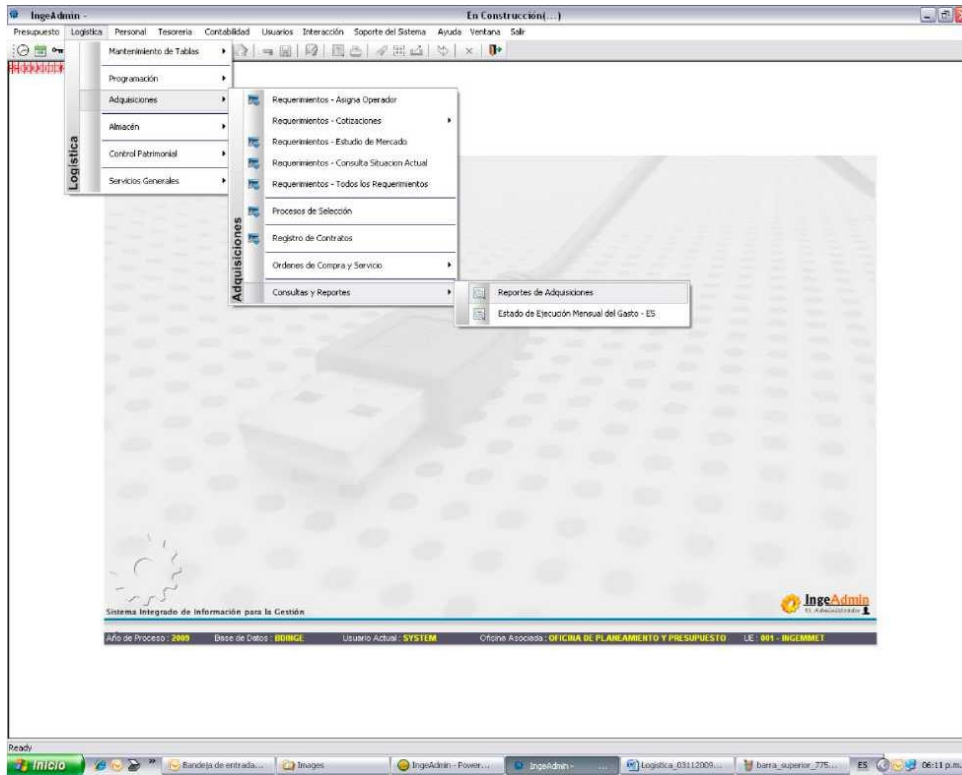 IngeAdmin - En Construcción(...)
Presupuesto Logística Personal Tesoreria Contabilidad Usuarios Interacción Soporte del Sistema Ayuda Ventana Salir
Mantenimiento de Tablas
Programación
Adquisiciones
Almacén
Control Patrimonial
Servicios Generales
Logística
Requerimientos - Asigna Operador
Requerimientos - Cotizaciones
Requerimientos - Estudio de Mercado
Requerimientos - Consulta Situacion Actual
Requerimientos - Todos los Requerimientos
Procesos de Selección
Registro de Contratos
Ordenes de Compra y Servicio
Consultas y Reportes
Adquisiciones
Reportes de Adquisiciones
Estado de Ejecución Mensual del Gasto - ES
Sistema Integrado de Información para la Gestión
IngeAdmin
El Administrador
Año de Proceso : 2009 Base de Datos : BDINGE Usuario Actual : SYSTEM Oficina Asociada : OFICINA DE PLANEAMIENTO Y PRESUPUESTO UE : 001 - INGEMMET
Ready
Inicio Bandeja de entrada... Images IngeAdmin - Power... IngeAdmin - ... Logistica_03112009... barra_superior_775... ES 06:11 p.m.